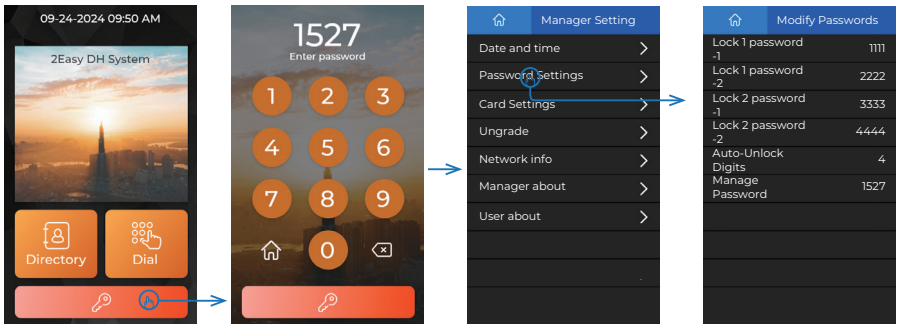 09-24-2024 09:50 AM
2Easy DH System
Directory
Dial
1527
Enter password
1 2 3
4 5 6
7 8 9
0
Manager Setting
Date and time
Password Settings
Card Settings
Ungrade
Network info
Manager about
User about
Modify Passwords
Lock 1 password
-1
1111
Lock 1 password
-2
2222
Lock 2 password
-1
3333
Lock 2 password
-2
4444
Auto-Unlock
Digits
4
Manage
Password
1527